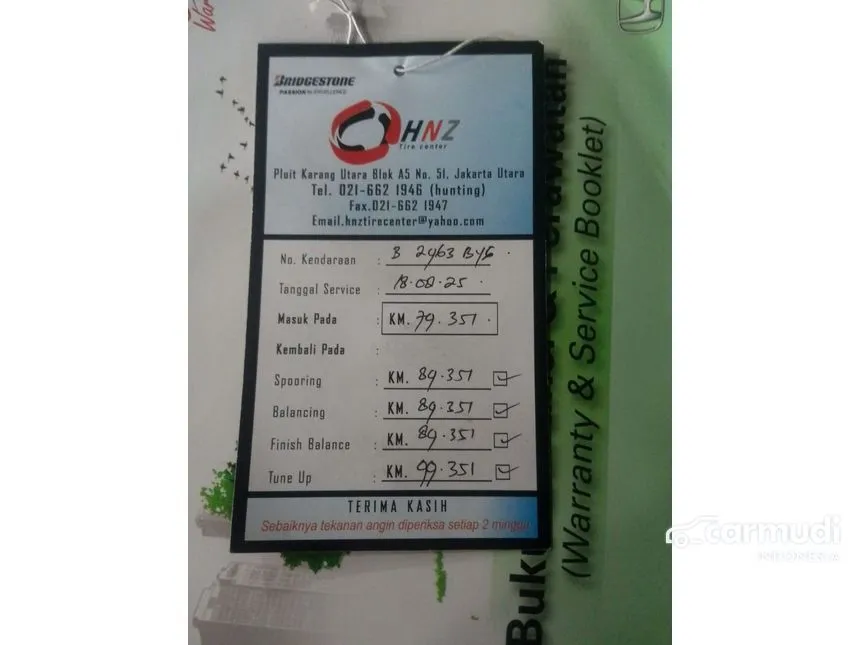 BRIDGESTONE
PASSION for EXCELLENCE
HNZ
Tire center
Pluit Karang Utara Blok A5 No. 51, Jakarta Utara
Tel. 021-662 1946 (hunting)
Fax.021-662 1947
Email.hnztirecenter@yahoo.com
No. Kendaraan : B 2463 BYG
Tanggal Service : 18.08.25
Masuk Pada : KM. 79.351
Kembali Pada :
Spooring : KM. 89.351
Balancing : KM. 89.351
Finish Balance : KM. 89.351
Tune Up : KM. 99.351
TERIMA KASIH
Sebaiknya tekanan angin diperiksa setiap 2 minggu
& Perawatan
(Warranty & Service Booklet)
carmudi
INDONESIA